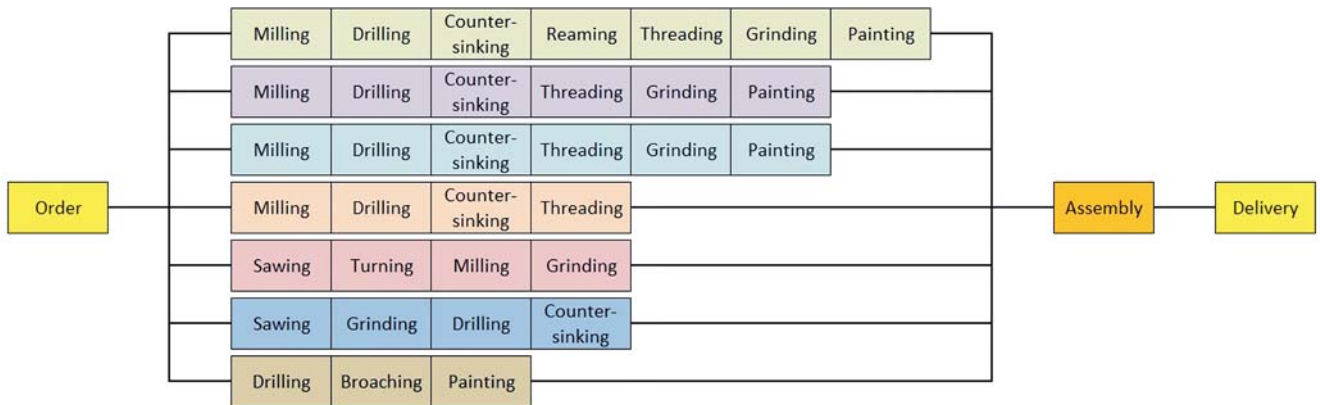 Milling Drilling Counter-
sinking Reaming Threading Grinding Painting
Milling Drilling Counter-
sinking Threading Grinding Painting
Milling Drilling Counter-
sinking Threading Grinding Painting
Order
Milling Drilling Counter-
sinking Threading
Assembly
Delivery
Sawing Turning Milling Grinding
Sawing Grinding Drilling Counter-
sinking
Drilling Broaching Painting